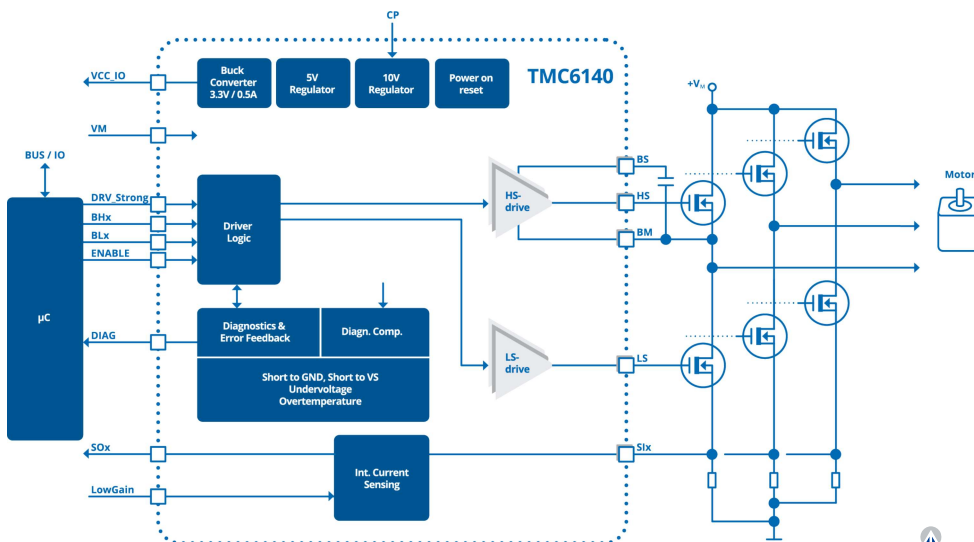 CP
VCC_IO
Buck
Converter
3.3V / 0.5A
5V
Regulator
10V
Regulator
Power on
reset
TMC6140
+VM
VM
BUS / IO
BS
HS-
drive
HS
BM
Motor
DRV_Strong
BHx
BLx
ENABLE
Driver
Logic
µC
DIAG
Diagnostics &
Error Feedback
Diagn. Comp.
Short to GND, Short to VS
Undervoltage
Overtemperature
LS-
drive
LS
SOx
Int. Current
Sensing
SIx
LowGain